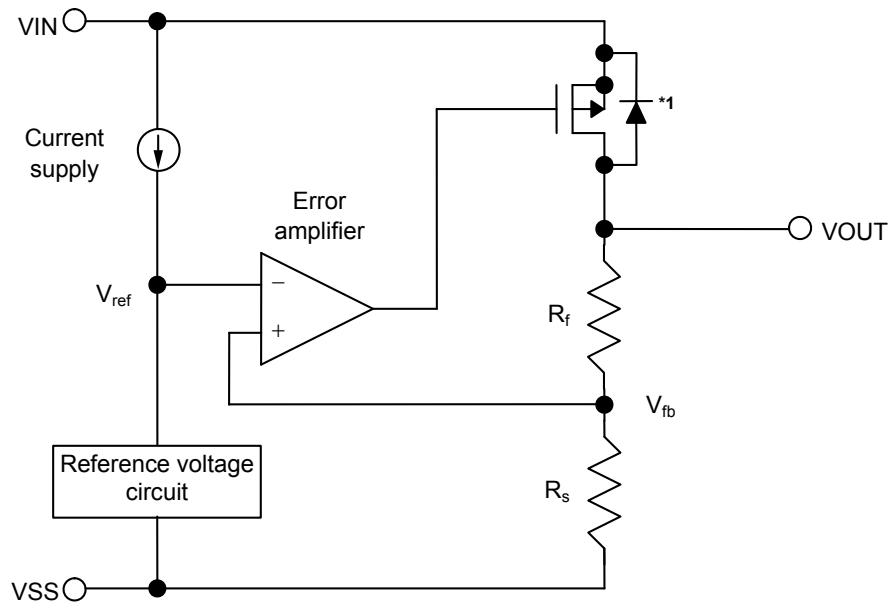 VIN
*1
Current
supply
Error
amplifier
VOUT
Vref
−
+
Rf
Vfb
Reference voltage
circuit
Rs
VSS